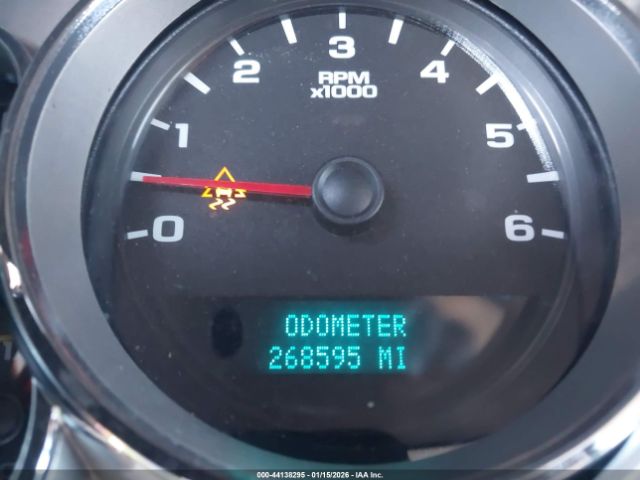 3
2 4
RPM
x1000
1 5
0 6
ODOMETER
268595 MI
000-44138295 - 01/15/2026 - IAA Inc.